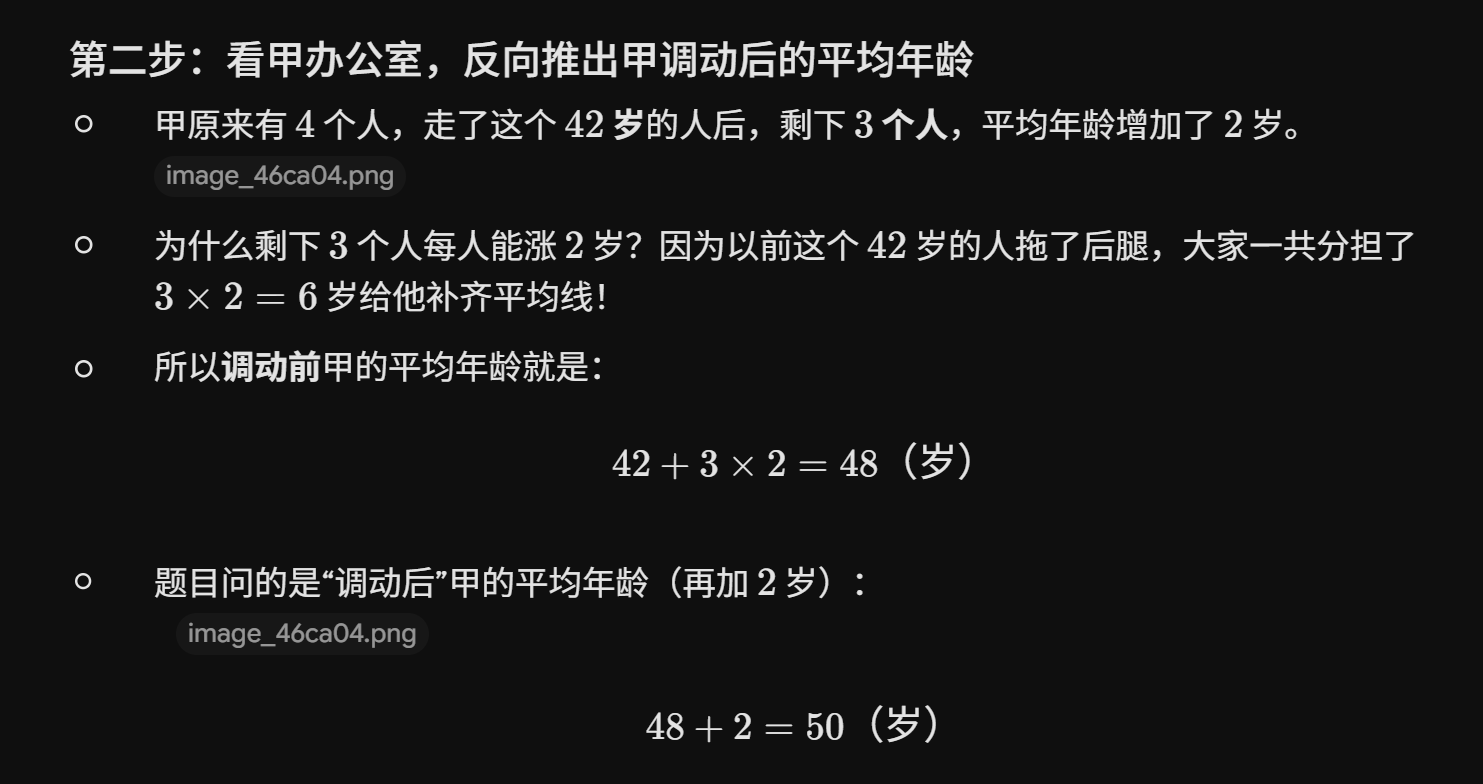 第二步：看甲办公室，反向推出甲调动后的平均年龄
甲原来有 4 个人，走了这个 42 岁的人后，剩下 3 个人，平均年龄增加了 2 岁。
image_46ca04.png
为什么剩下 3 个人每人能涨 2 岁？因为以前这个 42 岁的人拖了后腿，大家一共分担了
3 × 2 = 6 岁给他补齐平均线！
所以调动前甲的平均年龄就是：
42 + 3 × 2 = 48（岁）
题目问的是“调动后”甲的平均年龄（再加 2 岁）：
image_46ca04.png
48 + 2 = 50（岁）